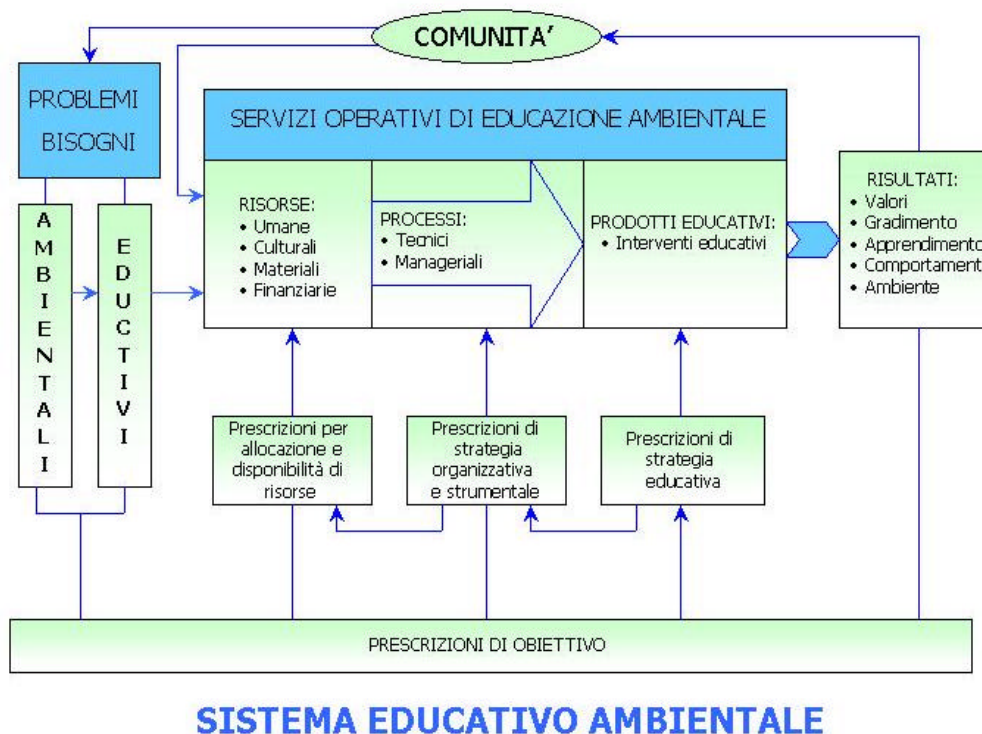 COMUNITA’
PROBLEMI
BISOGNI
SERVIZI OPERATIVI DI EDUCAZIONE AMBIENTALE
AMBIENTALI
EDUCTIVI
RISORSE:
• Umane
• Culturali
• Materiali
• Finanziarie
PROCESSI:
• Tecnici
• Manageriali
PRODOTTI EDUCATIVI:
• Interventi educativi
RISULTATI:
• Valori
• Gradimento
• Apprendimento
• Comportament
• Ambiente
Prescrizioni per
allocazione e
disponibilità di
risorse
Prescrizioni di
strategia
organizzativa
e strumentale
Prescrizioni di
strategia
educativa
PRESCRIZIONI DI OBIETTIVO
SISTEMA EDUCATIVO AMBIENTALE